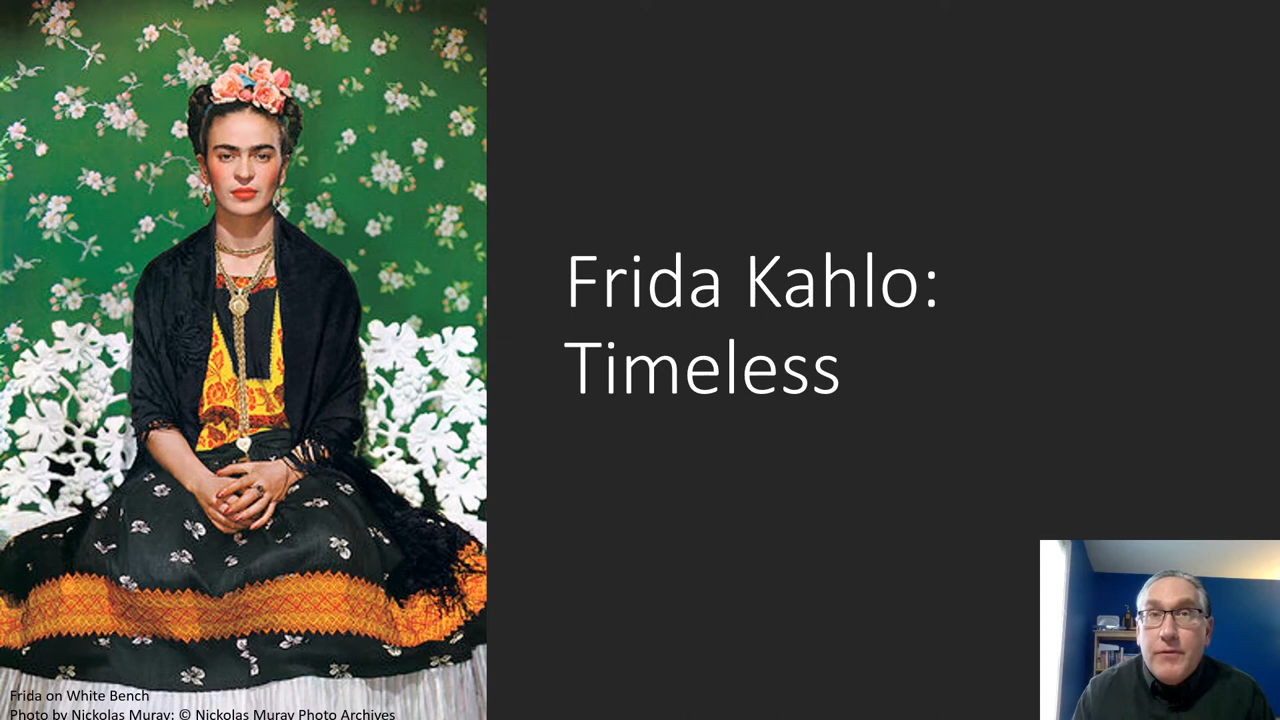 Frida Kahlo:
Timeless
Frida on White Bench
Photo by Nickolas Muray; © Nickolas Muray Photo Archives